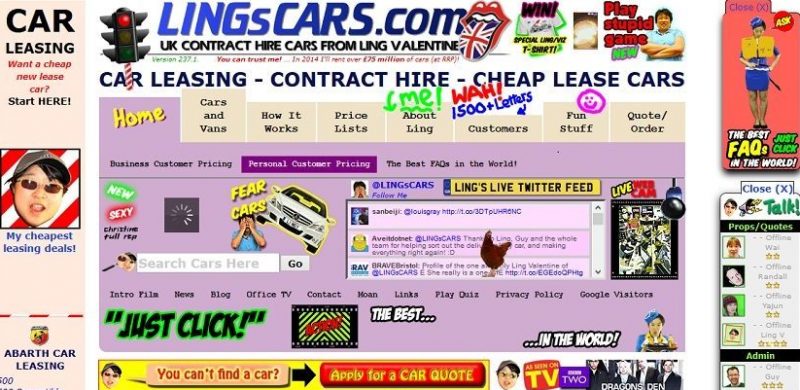 CAR
LEASING
Want a cheap
new lease
car?
Start HERE!
My cheapest
leasing deals!
ABARTH CAR
LEASING
500
LINGsCARS.com
UK CONTRACT HIRE CARS FROM LING VALENTINE
Version 237.1.
You can trust me! ... In 2014 I'll rent over £75 million of cars (at RRP)!
WIN!
SPECIAL LING/VIZ
T-SHIRT!
Play
stupid
game
NEW
CAR LEASING - CONTRACT HIRE - CHEAP LEASE CARS
me!
WAH!
1500+Letters
Home
Cars
and
Vans
How It
Works
Price
Lists
About
Ling
Customers
Fun
Stuff
Quote/
Order
Business Customer Pricing
Personal Customer Pricing
The Best FAQs in the World!
NEW
SEXY
christine
full rsp
FEAR
CARS
@LINGsCARS
Follow Me
LING'S LIVE TWITTER FEED
sanbeiji: @louisgray http://t.co/3DTpUHR6NC
Aveitdotnet: @LINGsCARS Thanks Ling, Guy and the whole
team for helping sort out the deli car, and making
everything right again! :D
BRAVEBristol: Profile of the one a ly Ling Valentine of
@LINGsCARS E She really is a one ME http://t.co/EGEdoQPHtg
LIVE WEB CAM
Search Cars Here
Go
Intro Film
News
Blog
Office TV
Contact
Moan
Links
Play Quiz
Privacy Policy
Google Visitors
"JUST CLICK!"
THE BEST...
...IN THE WORLD!
You can't find a car?
Apply for a CAR QUOTE
AS SEEN ON
TV
BBC
TWO
DRAGONS' DEN
Close (X)
ASK
THE BEST
FAQs
IN THE WORLD!
JUST
CLICK
Close (X)
Talk!
Props/Quotes
- - Offline
Wai
- - Offline
Randall
- - Offline
Yajun
- - Offline
Ling V
Admin
- - Offline
Guy